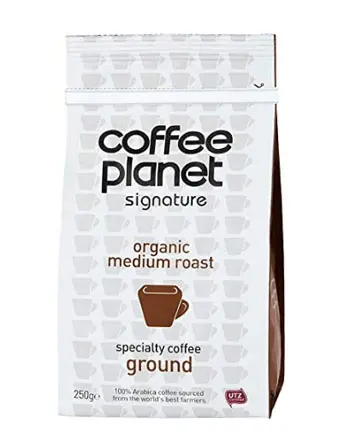 coffee
planet
signature
organic
medium roast
specialty coffee
ground
250g
100% Arabica coffee sourced
from the world's best farmers.
UTZ